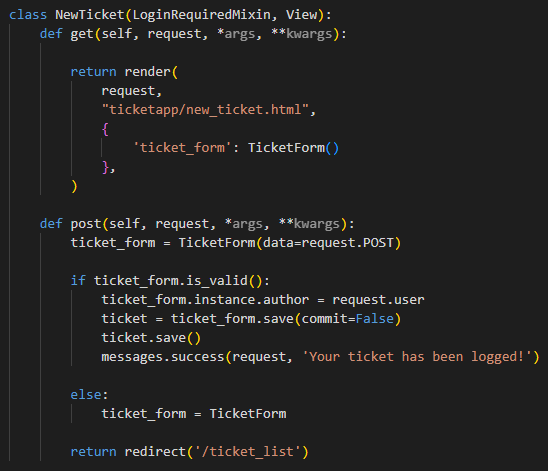 class NewTicket(LoginRequiredMixin, View):
    def get(self, request, *args, **kwargs):

        return render(
            request,
            "ticketapp/new_ticket.html",
            {
                'ticket_form': TicketForm()
            },
        )

    def post(self, request, *args, **kwargs):
        ticket_form = TicketForm(data=request.POST)

        if ticket_form.is_valid():
            ticket_form.instance.author = request.user
            ticket = ticket_form.save(commit=False)
            ticket.save()
            messages.success(request, 'Your ticket has been logged!')

        else:
            ticket_form = TicketForm

        return redirect('/ticket_list')